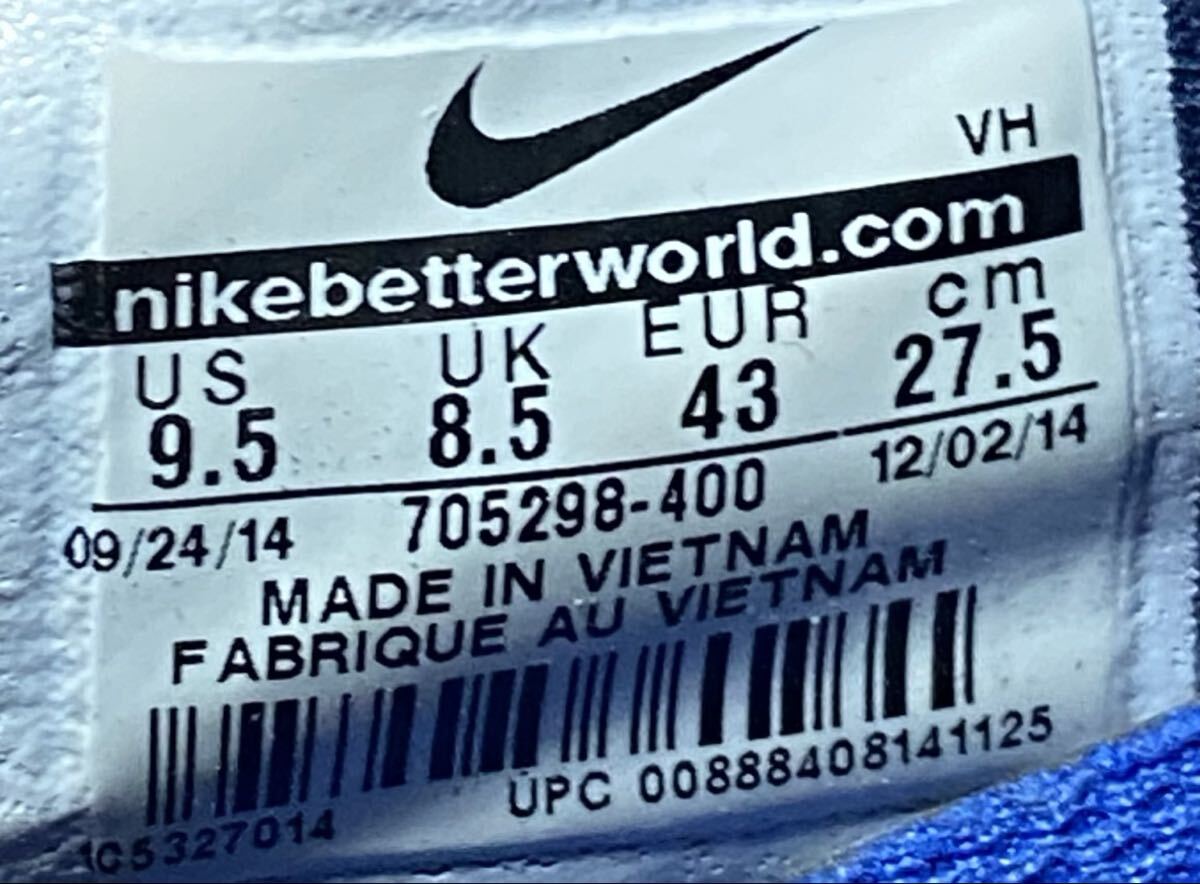 VH
nikebetterworld.com
US UK EUR cm
9.5 8.5 43 27.5
09/24/14 705298-400 12/02/14
MADE IN VIETNAM
FABRIQUE AU VIETNAM
UPC 00888408141125
1C5327014